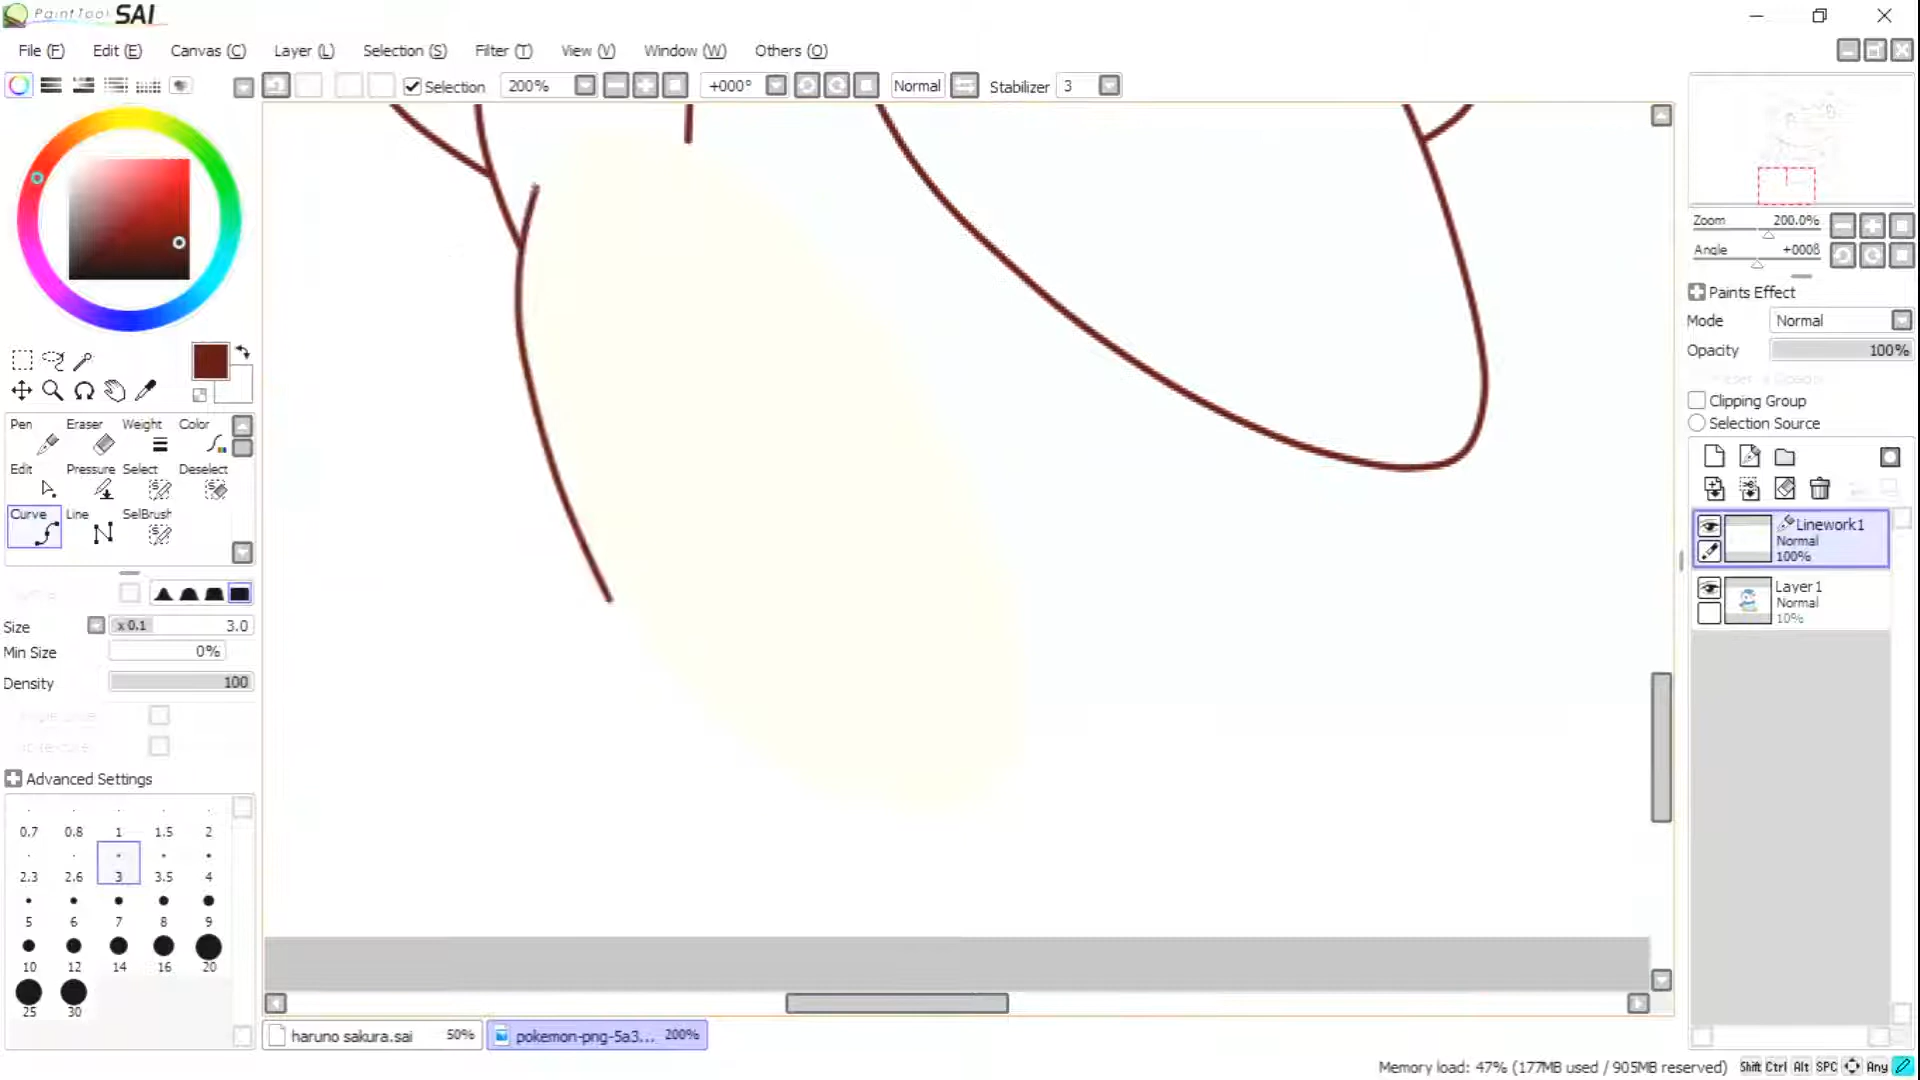 PaintTool SAI
File (F) Edit (E) Canvas (C) Layer (L) Selection (S) Filter (T) View (V) Window (W) Others (O)
Selection 200% +000° Normal Stabilizer 3
Zoom 200.0%
Angle +000
Paints Effect
Mode Normal
Opacity 100%
Clipping Group
Selection Source
Pen Eraser Weight Color
Edit Pressure Select Deselect
Curve Line SelBrush
Linework1
Normal
100%
Layer1
Normal
10%
Size x 0.1 3.0
Min Size 0%
Density 100
Advanced Settings
0.7 0.8 1 1.5 2
2.3 2.6 3 3.5 4
5 6 7 8 9
10 12 14 16 20
25 30
haruno sakura.sai 50% pokemon-png-5a3... 200%
Memory load: 47% (177MB used / 905MB reserved) Shift Ctrl Alt SPC Any